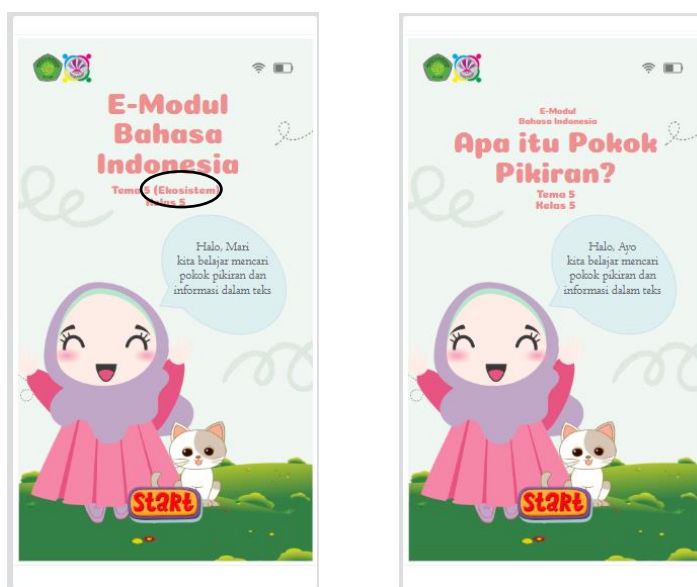 E-Modul
Bahasa
Indonesia
Tema 5 (Ekosistem)
Kelas 5
Halo, Mari
kita belajar mencari
pokok pikiran dan
informasi dalam teks
Start
E-Modul
Bahasa Indonesia
Apa itu Pokok
Pikiran?
Tema 5
Kelas 5
Halo, Ayo
kita belajar mencari
pokok pikiran dan
informasi dalam teks
Start